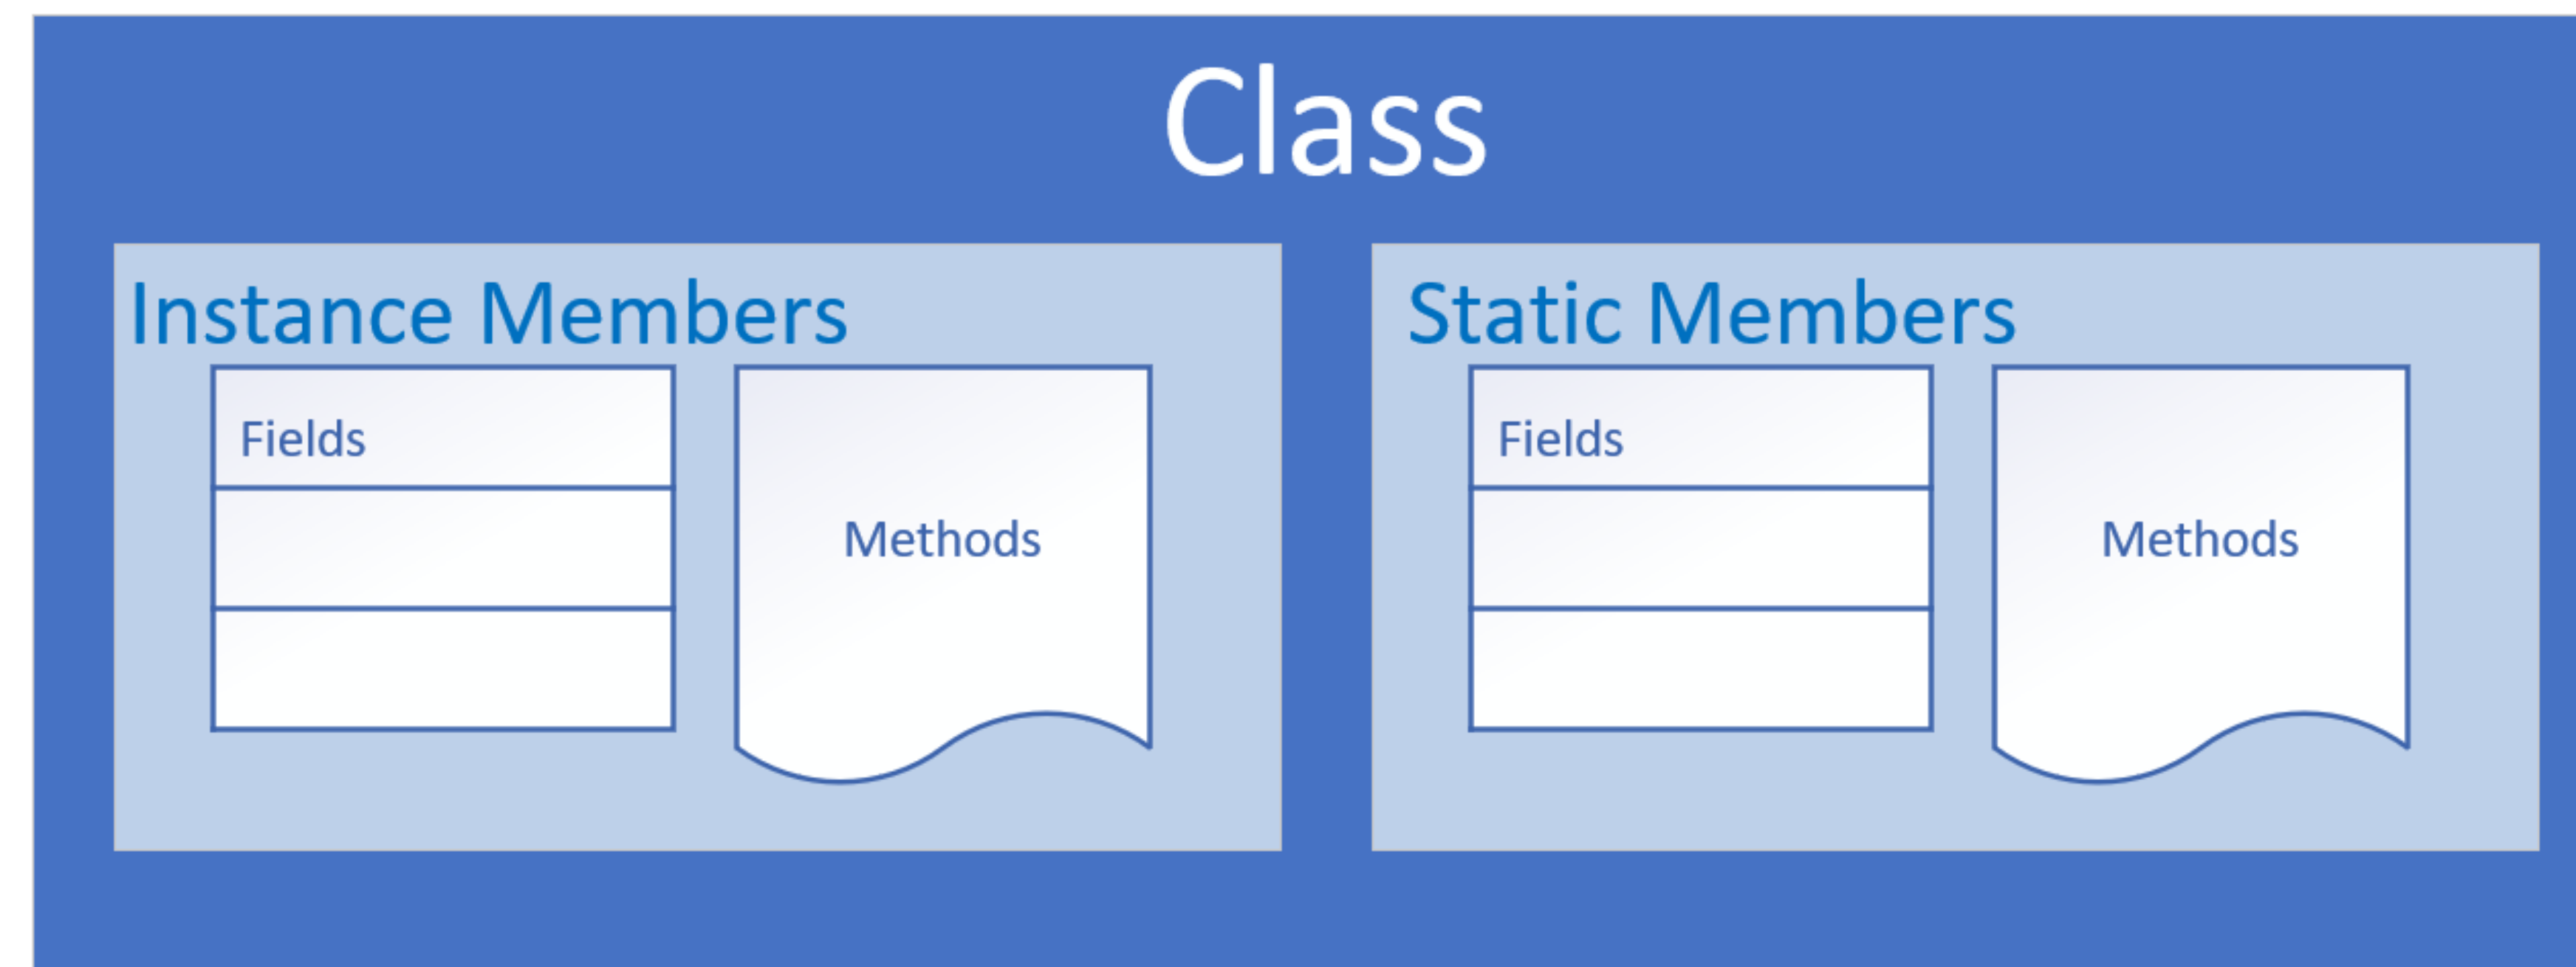 Class
Instance Members
Fields
Methods
Static Members
Fields
Methods